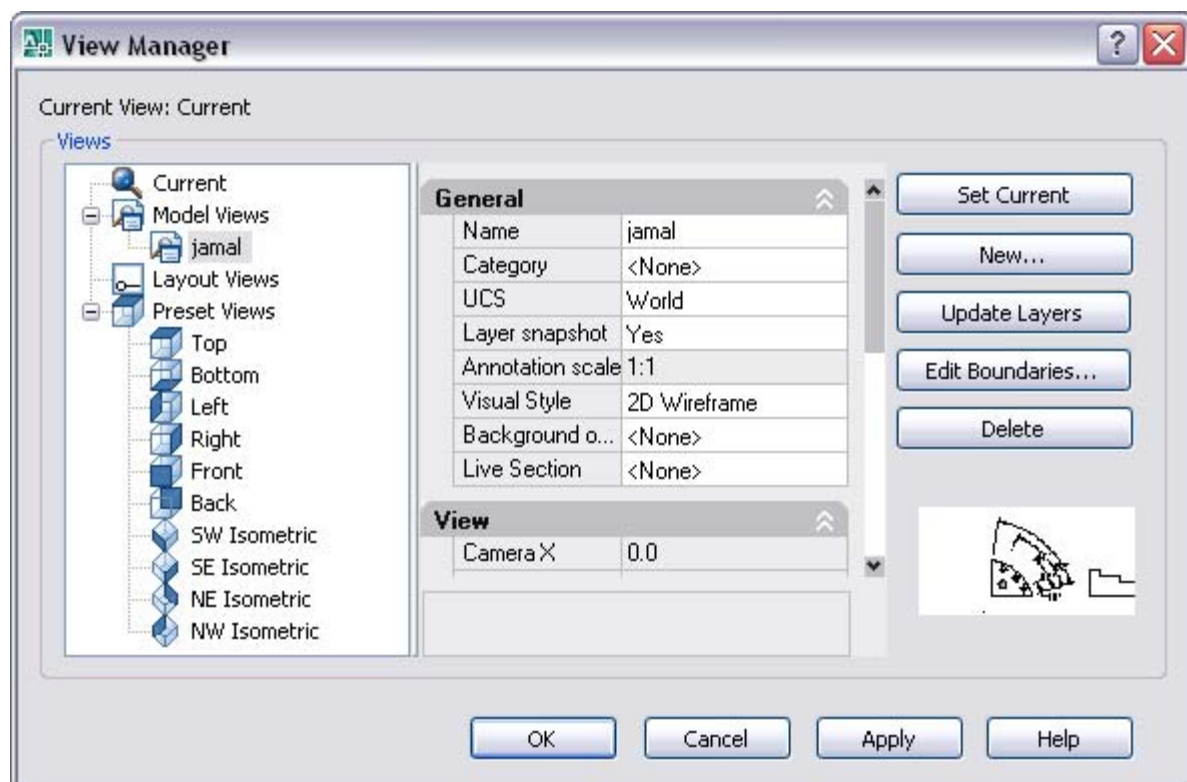 View Manager
Current View: Current
Views
Current
Model Views
jamal
Layout Views
Preset Views
Top
Bottom
Left
Right
Front
Back
SW Isometric
SE Isometric
NE Isometric
NW Isometric
General
Name jamal
Category <None>
UCS World
Layer snapshot Yes
Annotation scale 1:1
Visual Style 2D Wireframe
Background o... <None>
Live Section <None>
View
Camera X 0.0
Set Current
New...
Update Layers
Edit Boundaries...
Delete
OK Cancel Apply Help